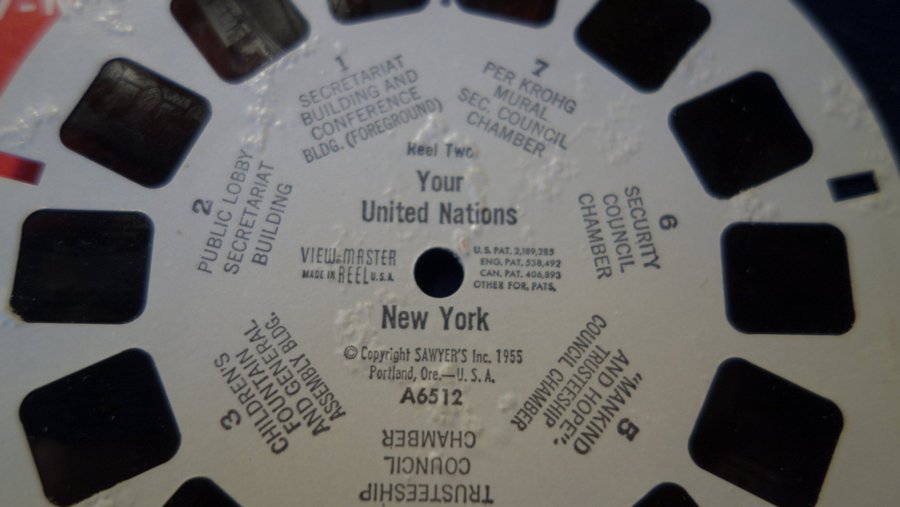 Reel Two
Your
United Nations
VIEW-MASTER
MADE IN REEL U.S.A.
U.S. PAT. 2,189,285
ENG. PAT. 538,492
CAN. PAT. 406,893
OTHER FOR. PATS.
New York
© Copyright SAWYER'S Inc. 1955
Portland, Ore.—U. S. A.
A6512
1
SECRETARIAT
BUILDING AND
CONFERENCE
BLDG. (FOREGROUND)
2
PUBLIC LOBBY
SECRETARIAT
BUILDING
3
CHILDREN'S
FOUNTAIN
AND GENERAL
ASSEMBLY BLDG.
TRUSTEESHIP
COUNCIL
CHAMBER
5
"MANKIND
AND HOPE",
TRUSTEESHIP
COUNCIL CHAMBER
6
SECURITY
COUNCIL
CHAMBER
7
PER KROHG
MURAL
SEC. COUNCIL
CHAMBER